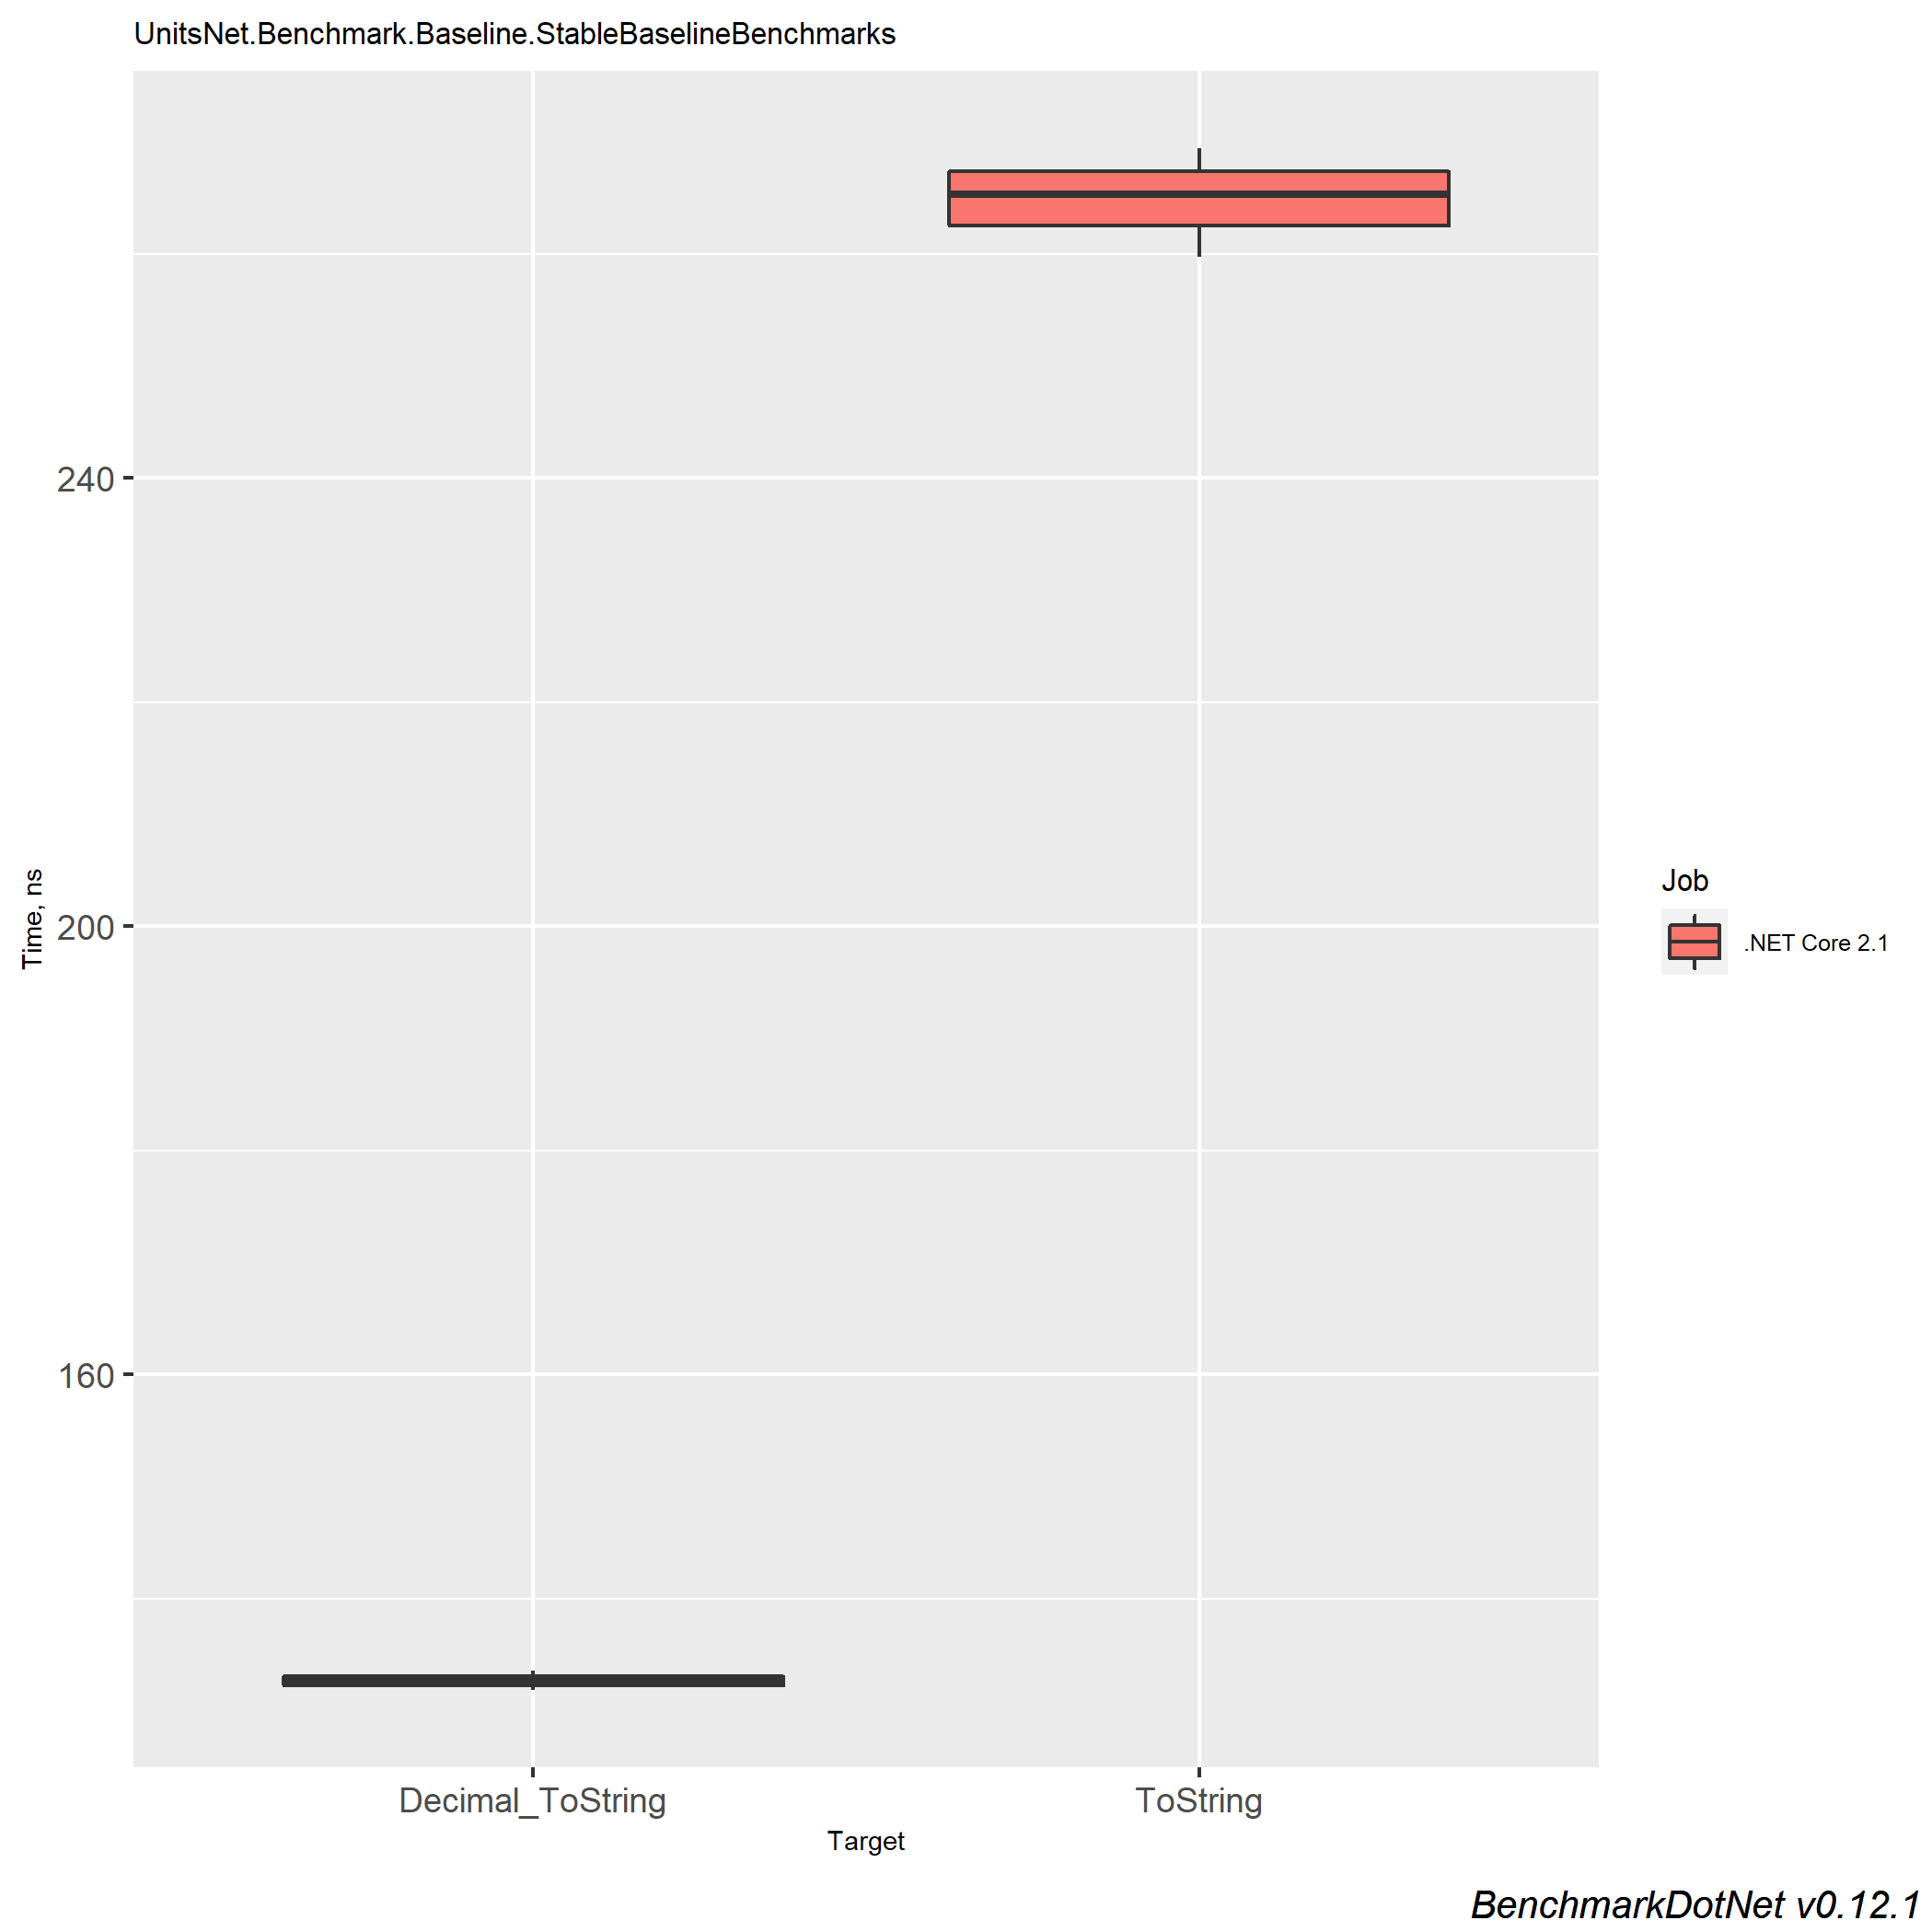 UnitsNet.Benchmark.Baseline.StableBaselineBenchmarks
240
200
160
Time, ns
Decimal_ToString
ToString
Target
Job
.NET Core 2.1
BenchmarkDotNet v0.12.1